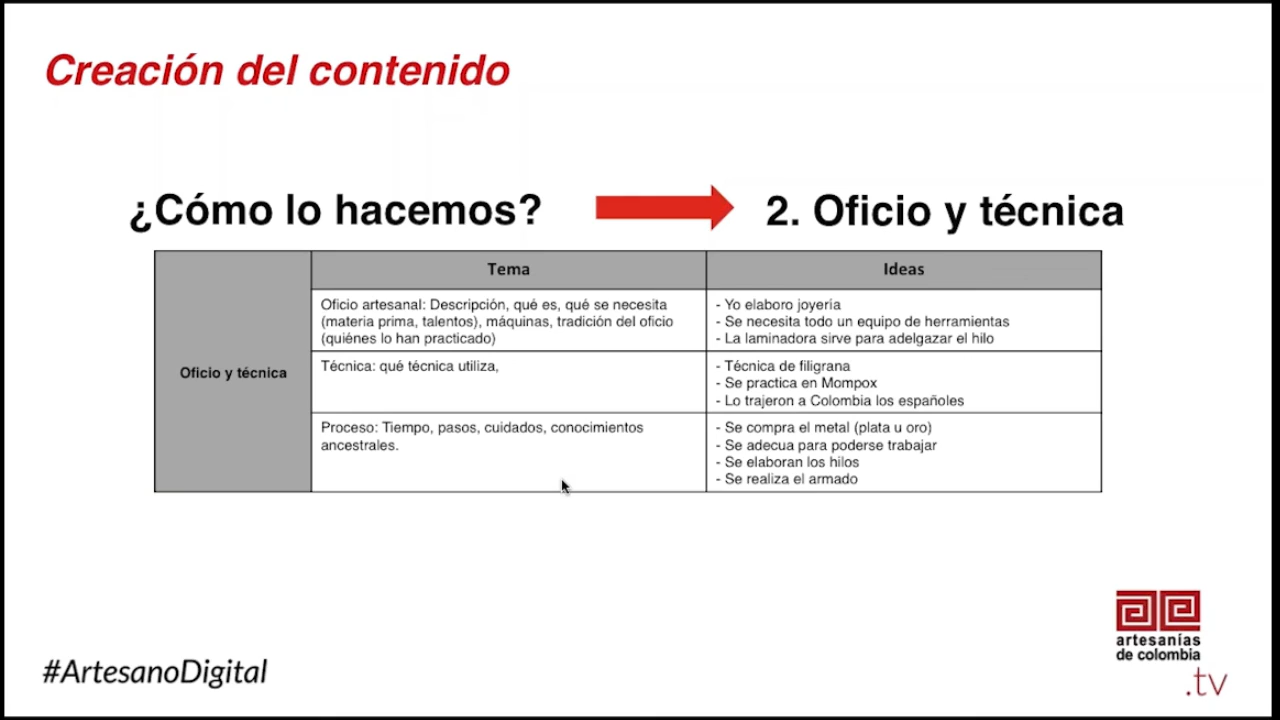 Creación del contenido
¿Cómo lo hacemos?
2. Oficio y técnica
Tema
Ideas
Oficio y técnica
Oficio artesanal: Descripción, qué es, qué se necesita
(materia prima, talentos), máquinas, tradición del oficio
(quiénes lo han practicado)
- Yo elaboro joyería
- Se necesita todo un equipo de herramientas
- La laminadora sirve para adelgazar el hilo
Técnica: qué técnica utiliza,
- Técnica de filigrana
- Se practica en Mompox
- Lo trajeron a Colombia los españoles
Proceso: Tiempo, pasos, cuidados, conocimientos
ancestrales.
- Se compra el metal (plata u oro)
- Se adecua para poderse trabajar
- Se elaboran los hilos
- Se realiza el armado
#ArtesanoDigital
artesanías
de colombia
.tv